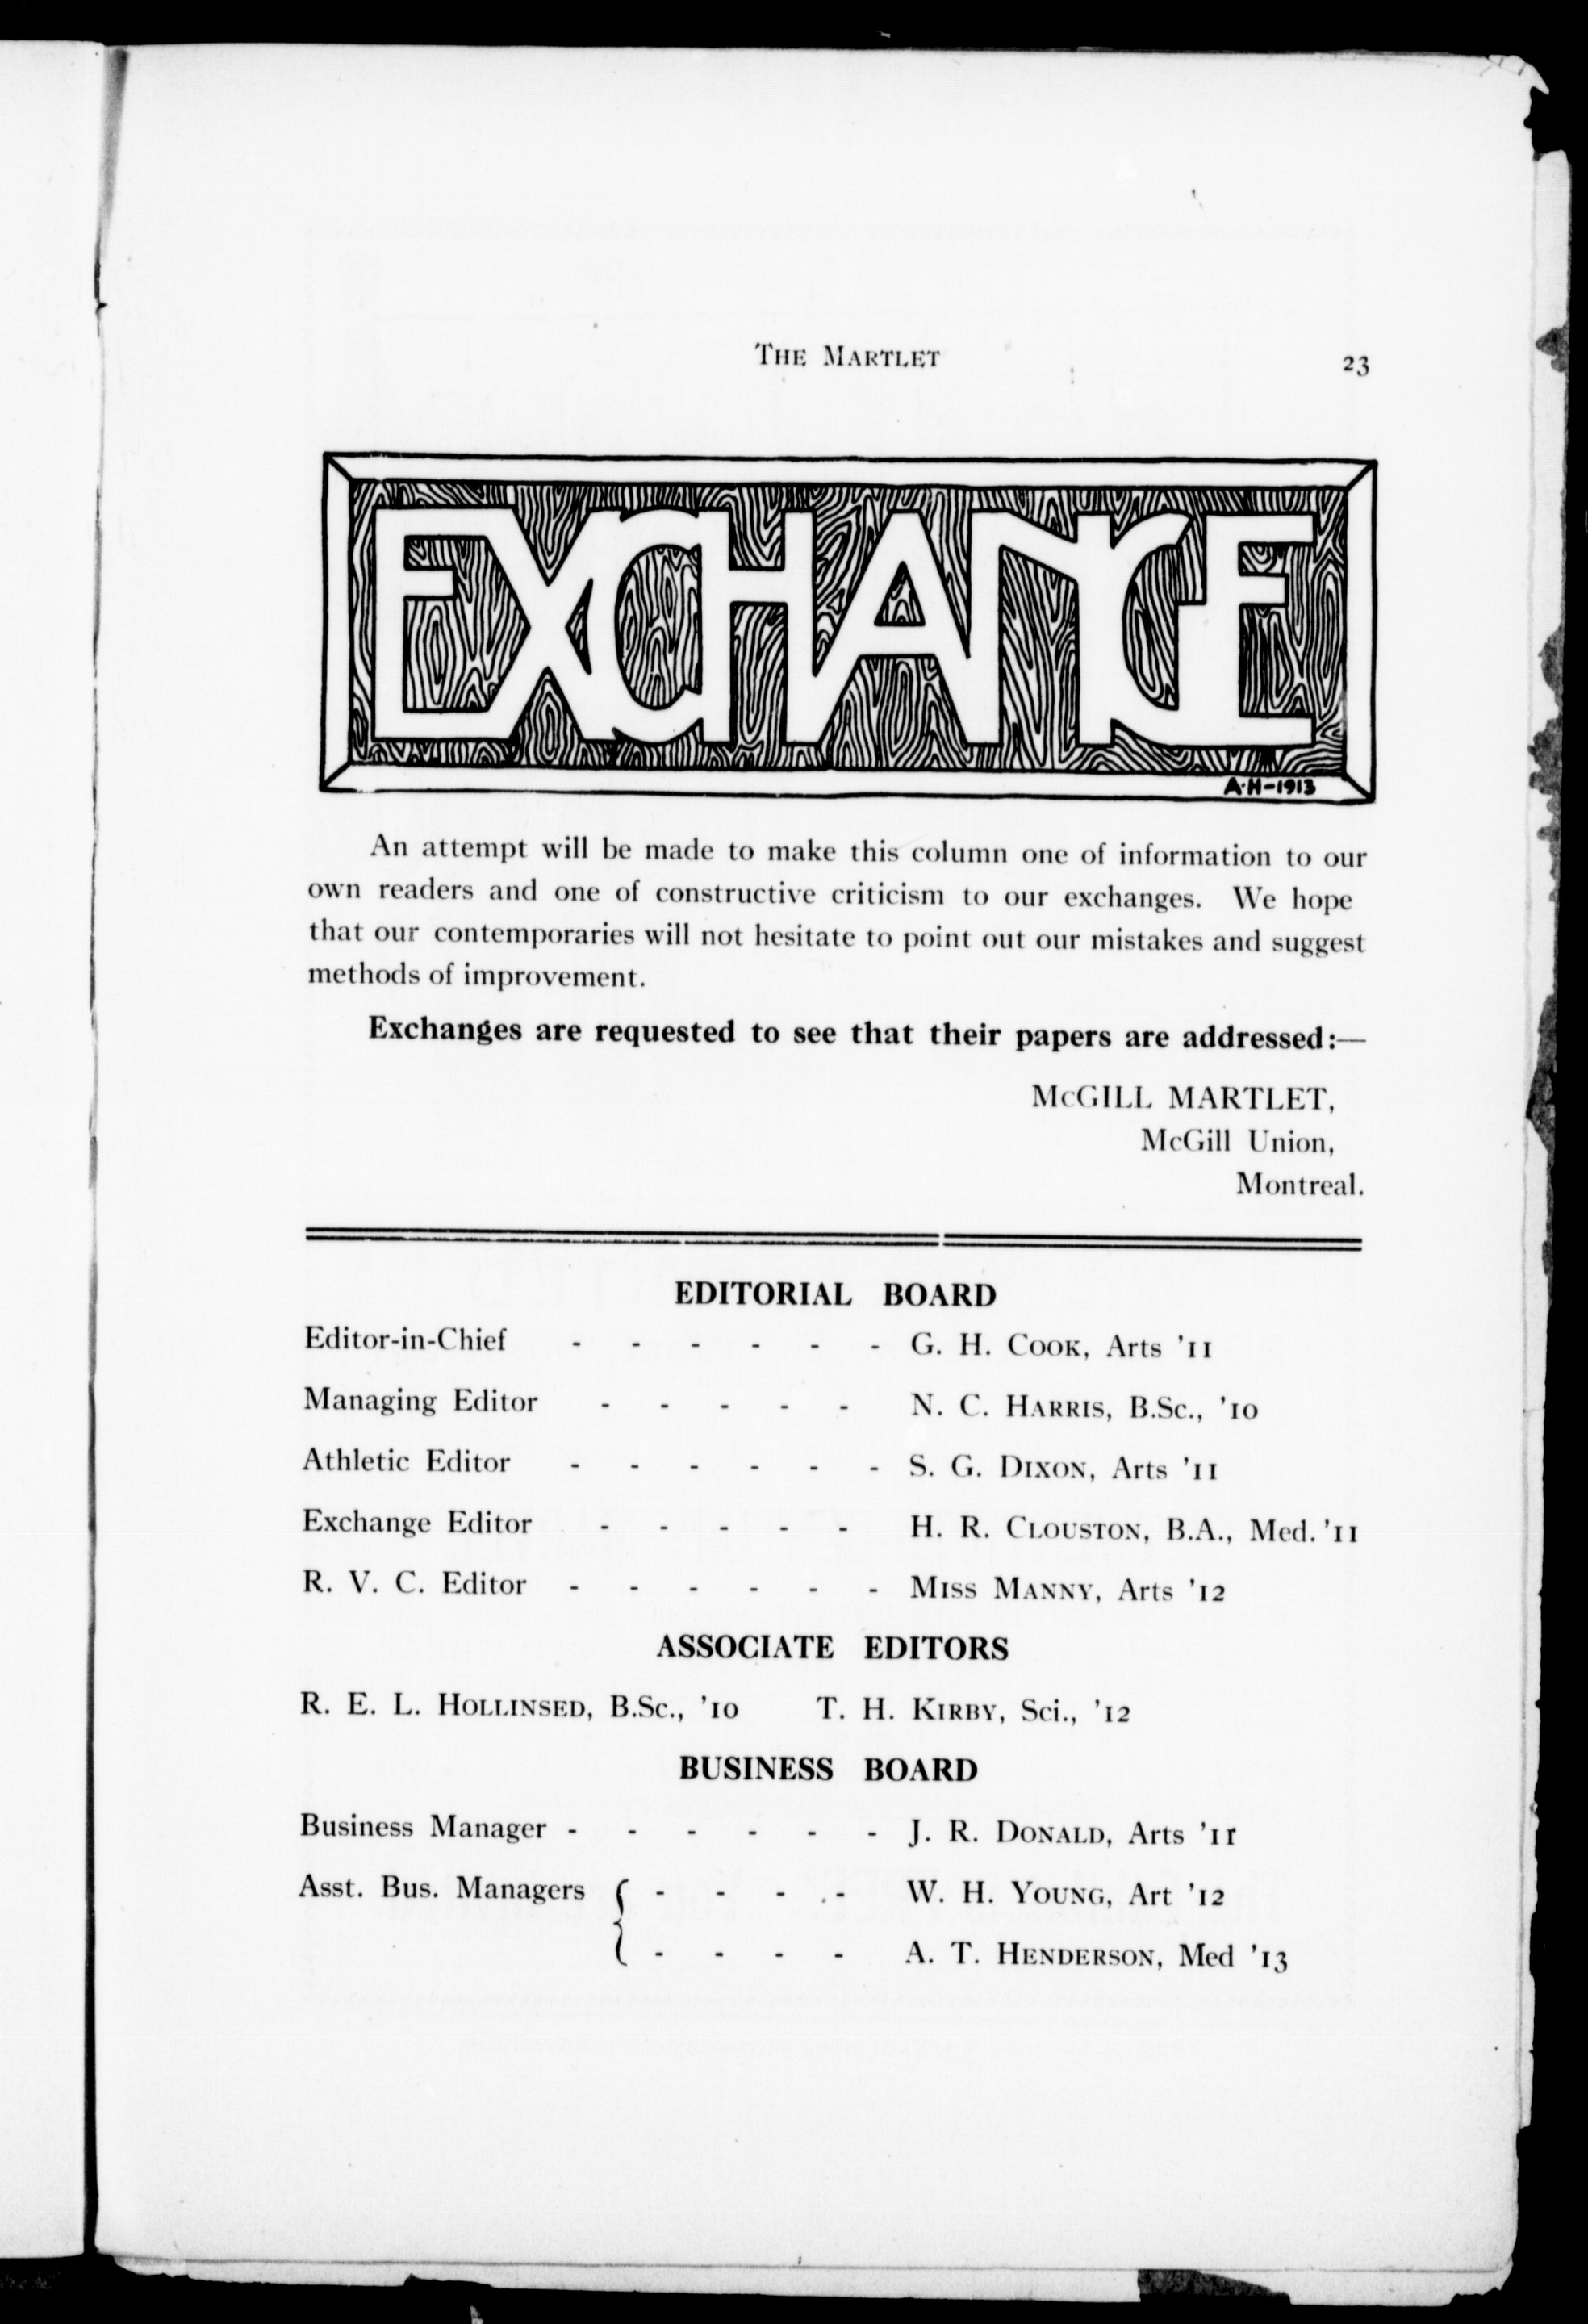 THE MARTLET 23
EXCHANGE
A·H-1913
An attempt will be made to make this column one of information to our
own readers and one of constructive criticism to our exchanges. We hope
that our contemporaries will not hesitate to point out our mistakes and suggest
methods of improvement.
Exchanges are requested to see that their papers are addressed:—
McGILL MARTLET,
McGill Union,
Montreal.
EDITORIAL BOARD
Editor-in-Chief - - - - - - G. H. COOK, Arts '11
Managing Editor - - - - - N. C. HARRIS, B.Sc., '10
Athletic Editor - - - - - - S. G. DIXON, Arts '11
Exchange Editor - - - - - H. R. CLOUSTON, B.A., Med. '11
R. V. C. Editor - - - - - - MISS MANNY, Arts '12
ASSOCIATE EDITORS
R. E. L. HOLLINSED, B.Sc., '10 T. H. KIRBY, Sci., '12
BUSINESS BOARD
Business Manager - - - - - - J. R. DONALD, Arts '11
Asst. Bus. Managers { - - - - W. H. YOUNG, Art '12
- - - - A. T. HENDERSON, Med '13